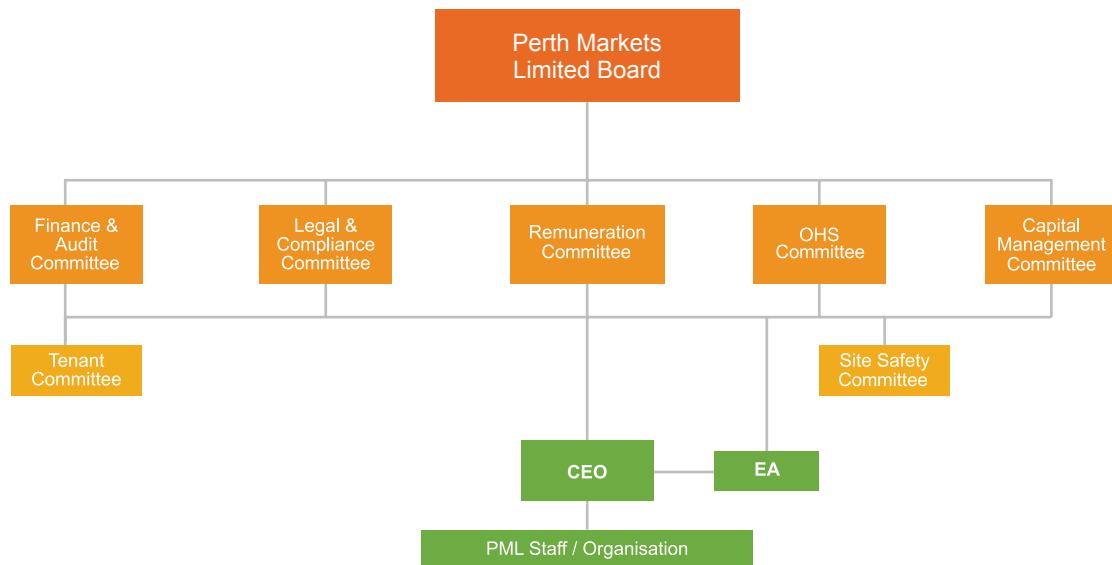 Perth Markets
Limited Board
Finance &
Audit
Committee
Legal &
Compliance
Committee
Remuneration
Committee
OHS
Committee
Capital
Management
Committee
Tenant
Committee
Site Safety
Committee
CEO
EA
PML Staff / Organisation